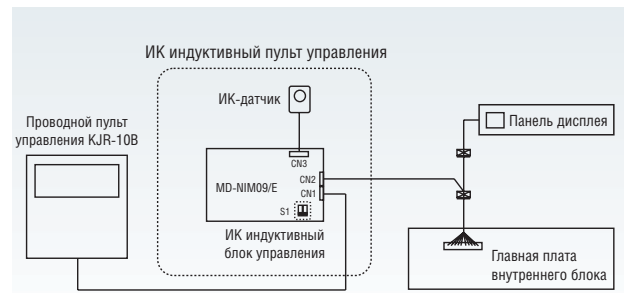 ИК индуктивный пульт управления
ИК-датчик
Проводной пульт
управления KJR-10B
Панель дисплея
CN3
CN2
MD-NIM09/E
CN1
S1
ИК индуктивный
блок управления
Главная плата
внутреннего блока